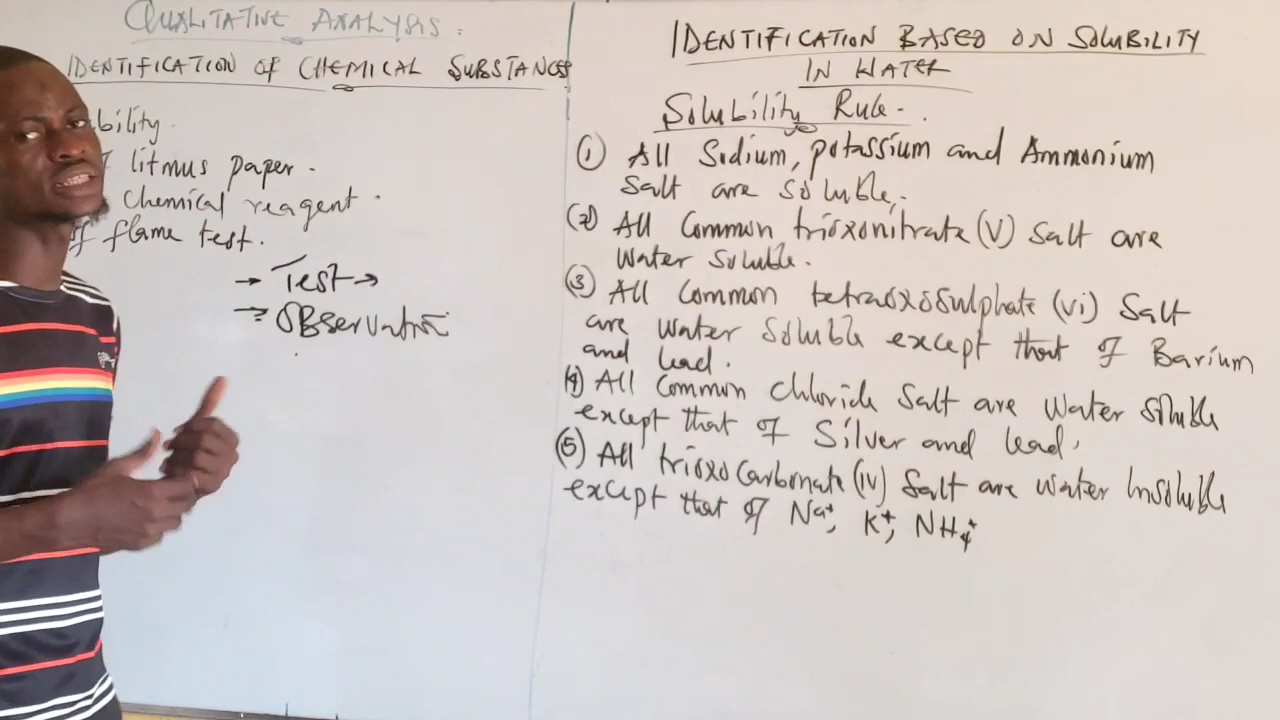 QUALITATIVE ANALYSIS.
IDENTIFICATION OF CHEMICAL SUBSTANCES
bility.
litmus paper.
chemical reagent.
of flame test.
→ Test →
→ OBservation
IDENTIFICATION BASED ON SOLUBILITY
IN WATER
Solubility Rule.
① All Sodium, potassium and Ammonium
Salt are soluble,.
(2) All Common trioxonitrate (V) Salt are
Water soluble.
(3) All Common tetraoxosulphate (vi) Salt
are water soluble except that of Barium
and lead.
(4) All Common Chloride Salt are Water Soluble
except that of Silver and lead.
(5) All trioxocarbonate (iv) Salt are water Insoluble
except that of Na⁺, K⁺, NH₄⁺